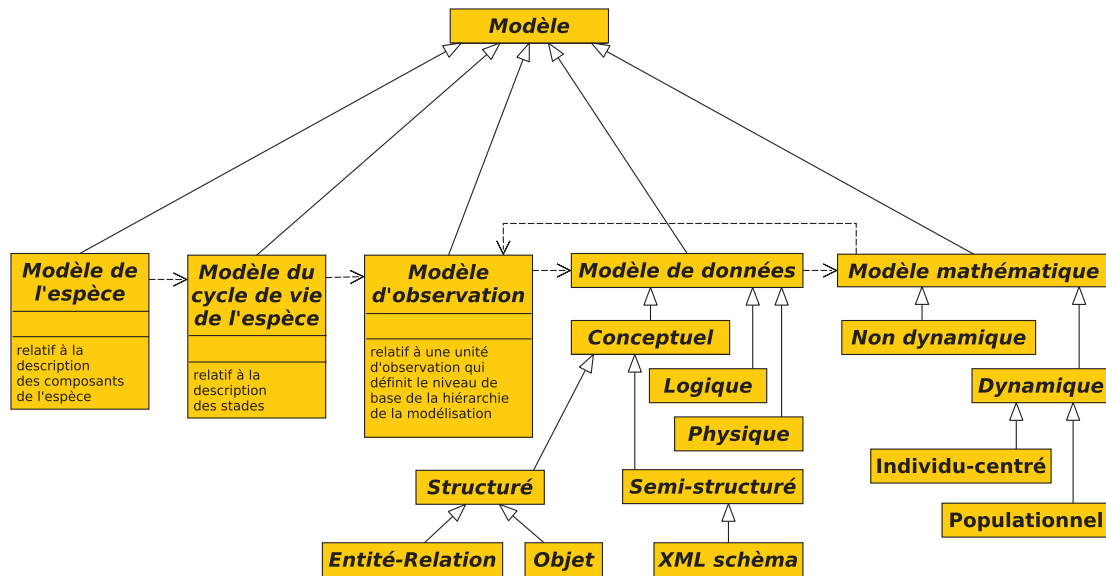 Modèle
Modèle de
l'espèce
relatif à la
description
des composants
de l'espèce
Modèle du
cycle de vie
de l'espèce
relatif à la
description
des stades
Modèle
d'observation
relatif à une unité
d'observation qui
définit le niveau de
base de la hiérarchie
de la modélisation
Modèle de données
Modèle mathématique
Conceptuel
Non dynamique
Logique
Dynamique
Physique
Individu-centré
Structuré
Semi-structuré
Populationnel
Entité-Relation
Objet
XML schèma